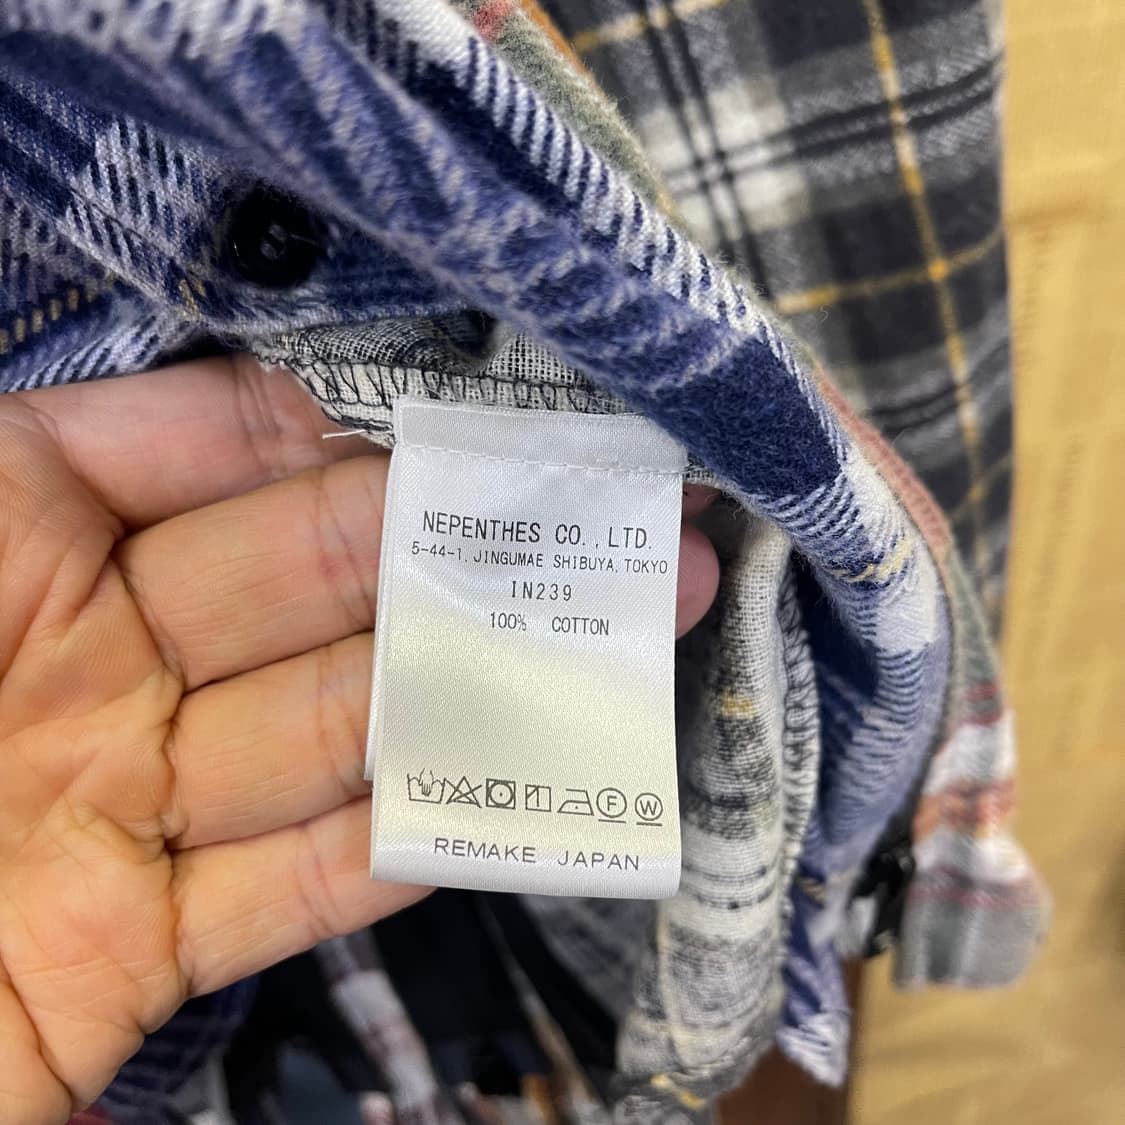 NEPENTHES CO., LTD.
5-44-1, JINGUMAE SHIBUYA, TOKYO
IN239
100% COTTON
F W
REMAKE JAPAN